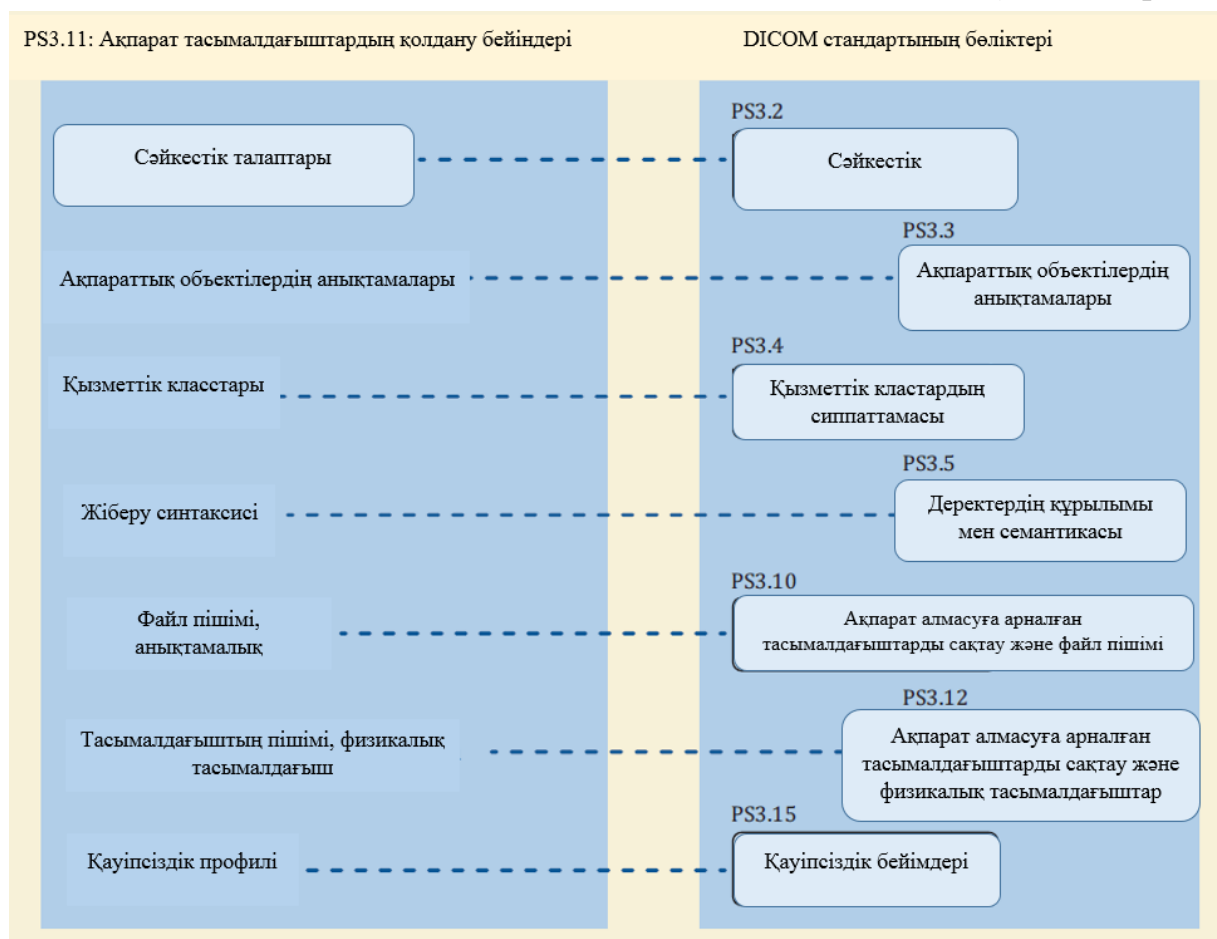 PS3.11: Ақпарат тасымалдағыштардың қолдану бейіндері
DICOM стандартының бөліктері
PS3.2
Сәйкестік талаптары
Сәйкестік
PS3.3
Ақпараттық объектілердің анықтамалары
Ақпараттық объектілердің
анықтамалары
PS3.4
Қызметтік класстары
Қызметтік кластардың
сиппаттамасы
PS3.5
Жіберу синтаксисі
Деректердің құрылымы
мен семантикасы
PS3.10
Файл пішімі,
анықтамалық
Ақпарат алмасуға арналған
тасымалдағыштарды сақтау және файл пішімі
PS3.12
Тасымалдағыштың пішімі, физикалық
тасымалдағыш
Ақпарат алмасуға арналған
тасымалдағыштарды сақтау және
физикалық тасымалдағыштар
PS3.15
Қауіпсіздік профилі
Қауіпсіздік бейімдері